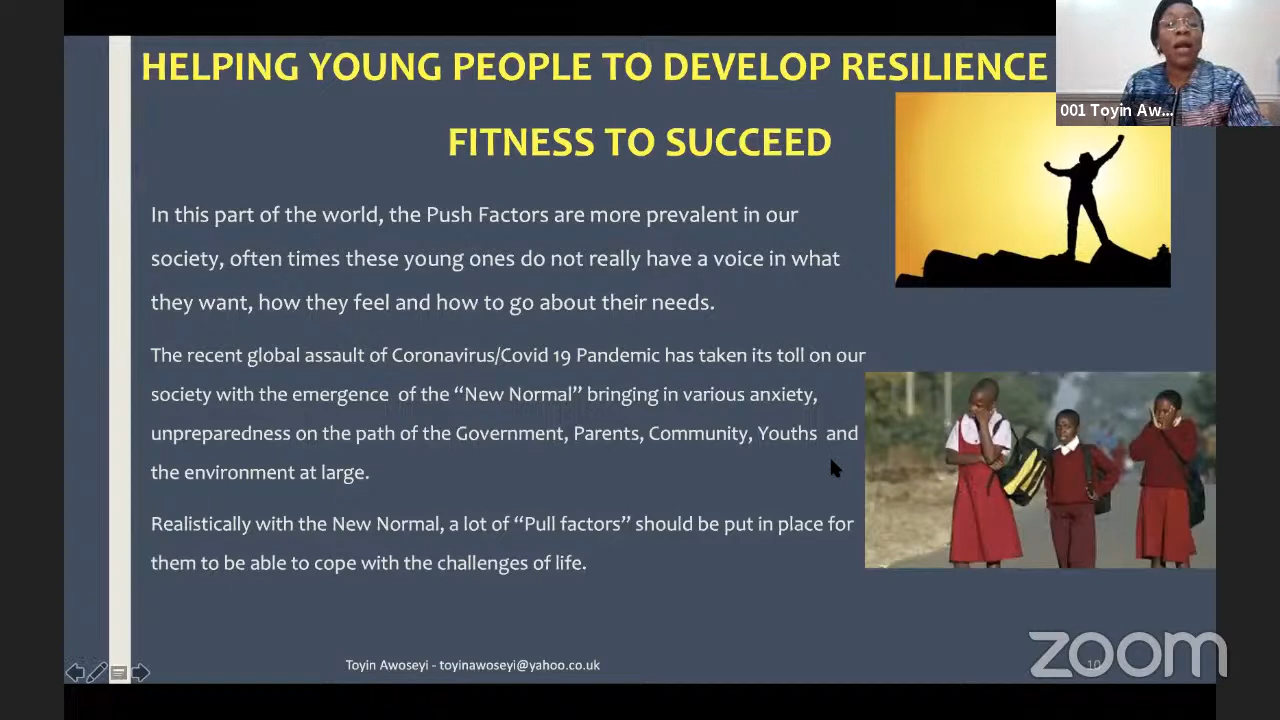 HELPING YOUNG PEOPLE TO DEVELOP RESILIENCE
FITNESS TO SUCCEED
001 Toyin Aw...
In this part of the world, the Push Factors are more prevalent in our
society, often times these young ones do not really have a voice in what
they want, how they feel and how to go about their needs.
The recent global assault of Coronavirus/Covid 19 Pandemic has taken its toll on our
society with the emergence of the “New Normal” bringing in various anxiety,
unpreparedness on the path of the Government, Parents, Community, Youths and
the environment at large.
Realistically with the New Normal, a lot of “Pull factors” should be put in place for
them to be able to cope with the challenges of life.
Toyin Awoseyi - toyinawoseyi@yahoo.co.uk
10
zoom